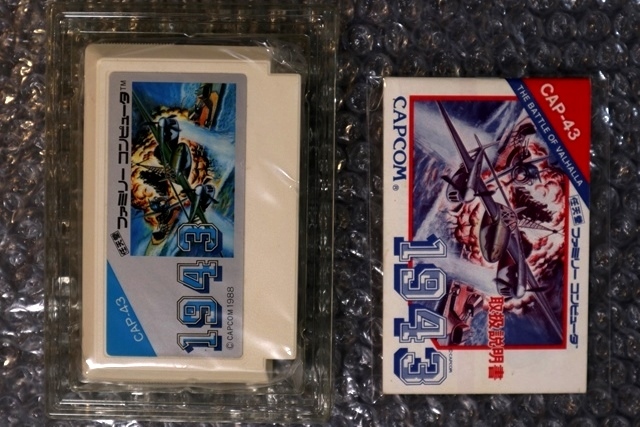 任天堂
ファミリーコンピュータ™
CAP-43
1943
© CAPCOM 1988
CAP-43
THE BATTLE OF VALHALLA
CAPCOM®
任天堂
ファミリーコンピュータ
1943
取扱説明書
©CAPCOM